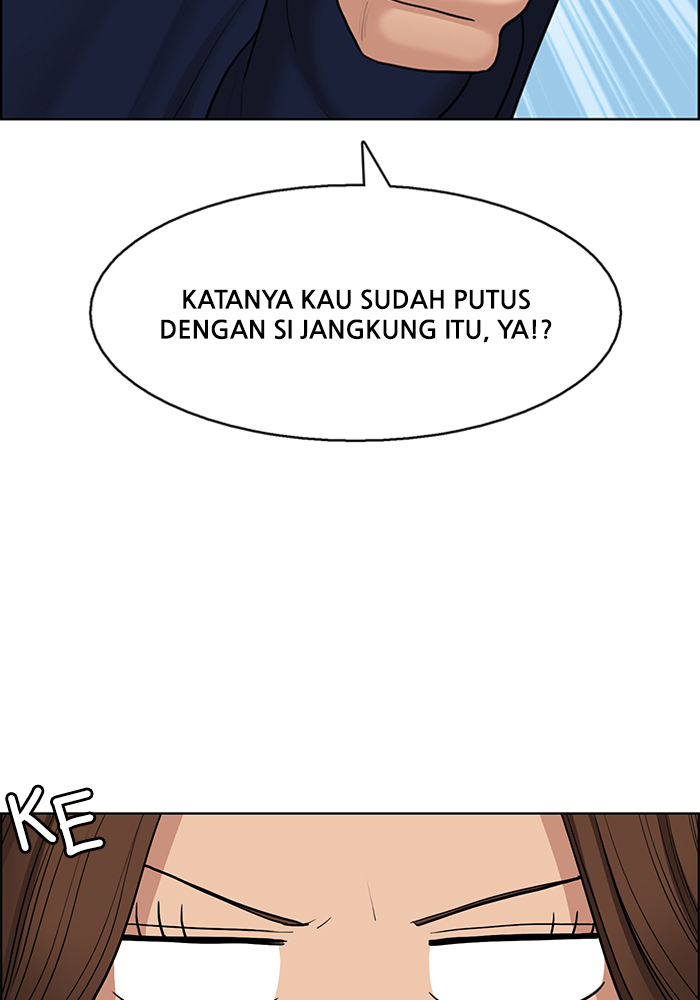 KATANYA KAU SUDAH PUTUS
DENGAN SI JANGKUNG ITU, YA!?
KE